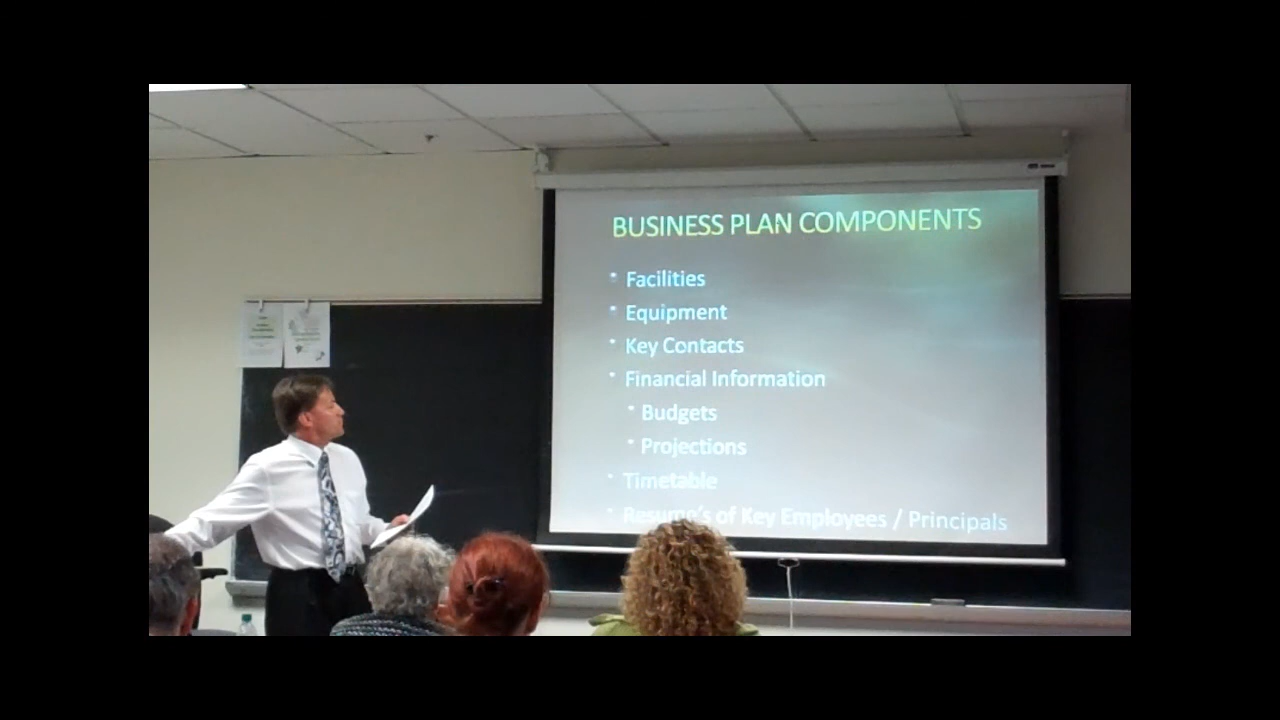 BUSINESS PLAN COMPONENTS
Facilities
Equipment
Key Contacts
Financial Information
Budgets
Projections
Timetable
Resume's of Key Employees / Principals